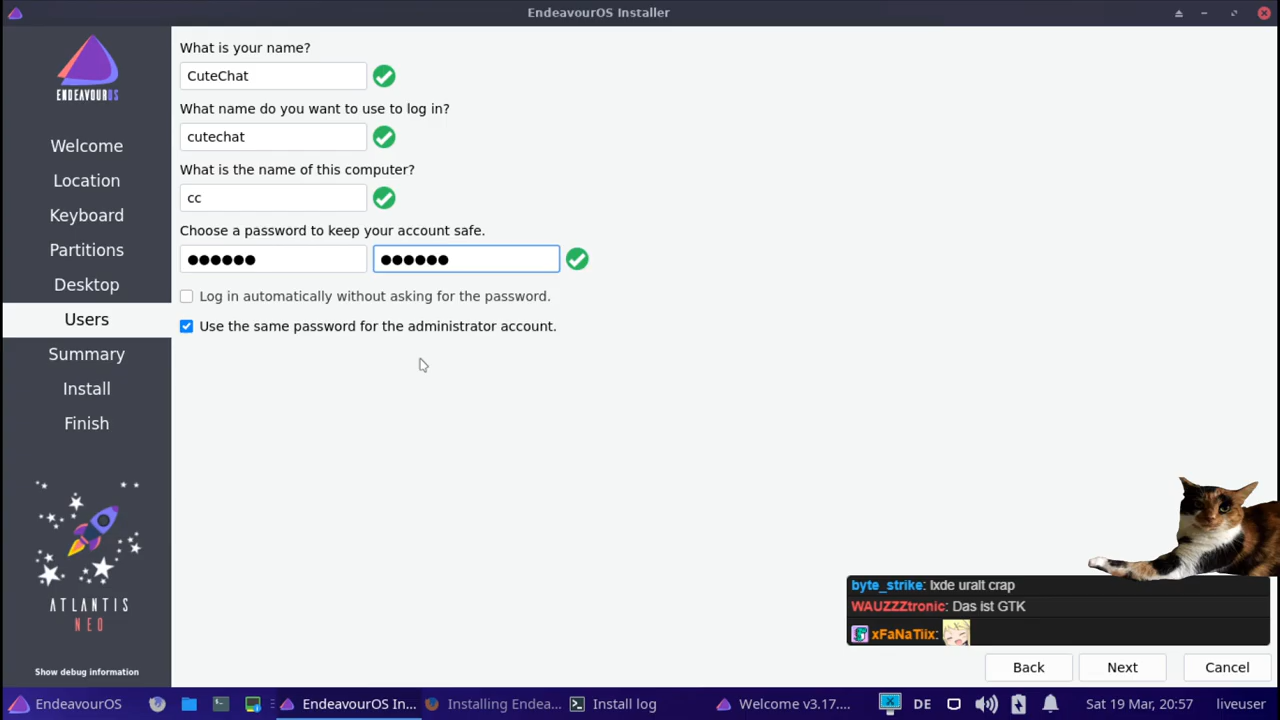 EndeavourOS Installer
ENDEAVOUROS
Welcome
Location
Keyboard
Partitions
Desktop
Users
Summary
Install
Finish
ATLANTIS
NEO
Show debug information
What is your name?
CuteChat
What name do you want to use to log in?
cutechat
What is the name of this computer?
cc
Choose a password to keep your account safe.
●●●●●● ●●●●●●
Log in automatically without asking for the password.
Use the same password for the administrator account.
byte_strike: lxde uralt crap
WAUZZZtronic: Das ist GTK
xFaNaTiix:
Back Next Cancel
EndeavourOS EndeavourOS In... Installing Endea... Install log Welcome v3.17.... DE Sat 19 Mar, 20:57 liveuser